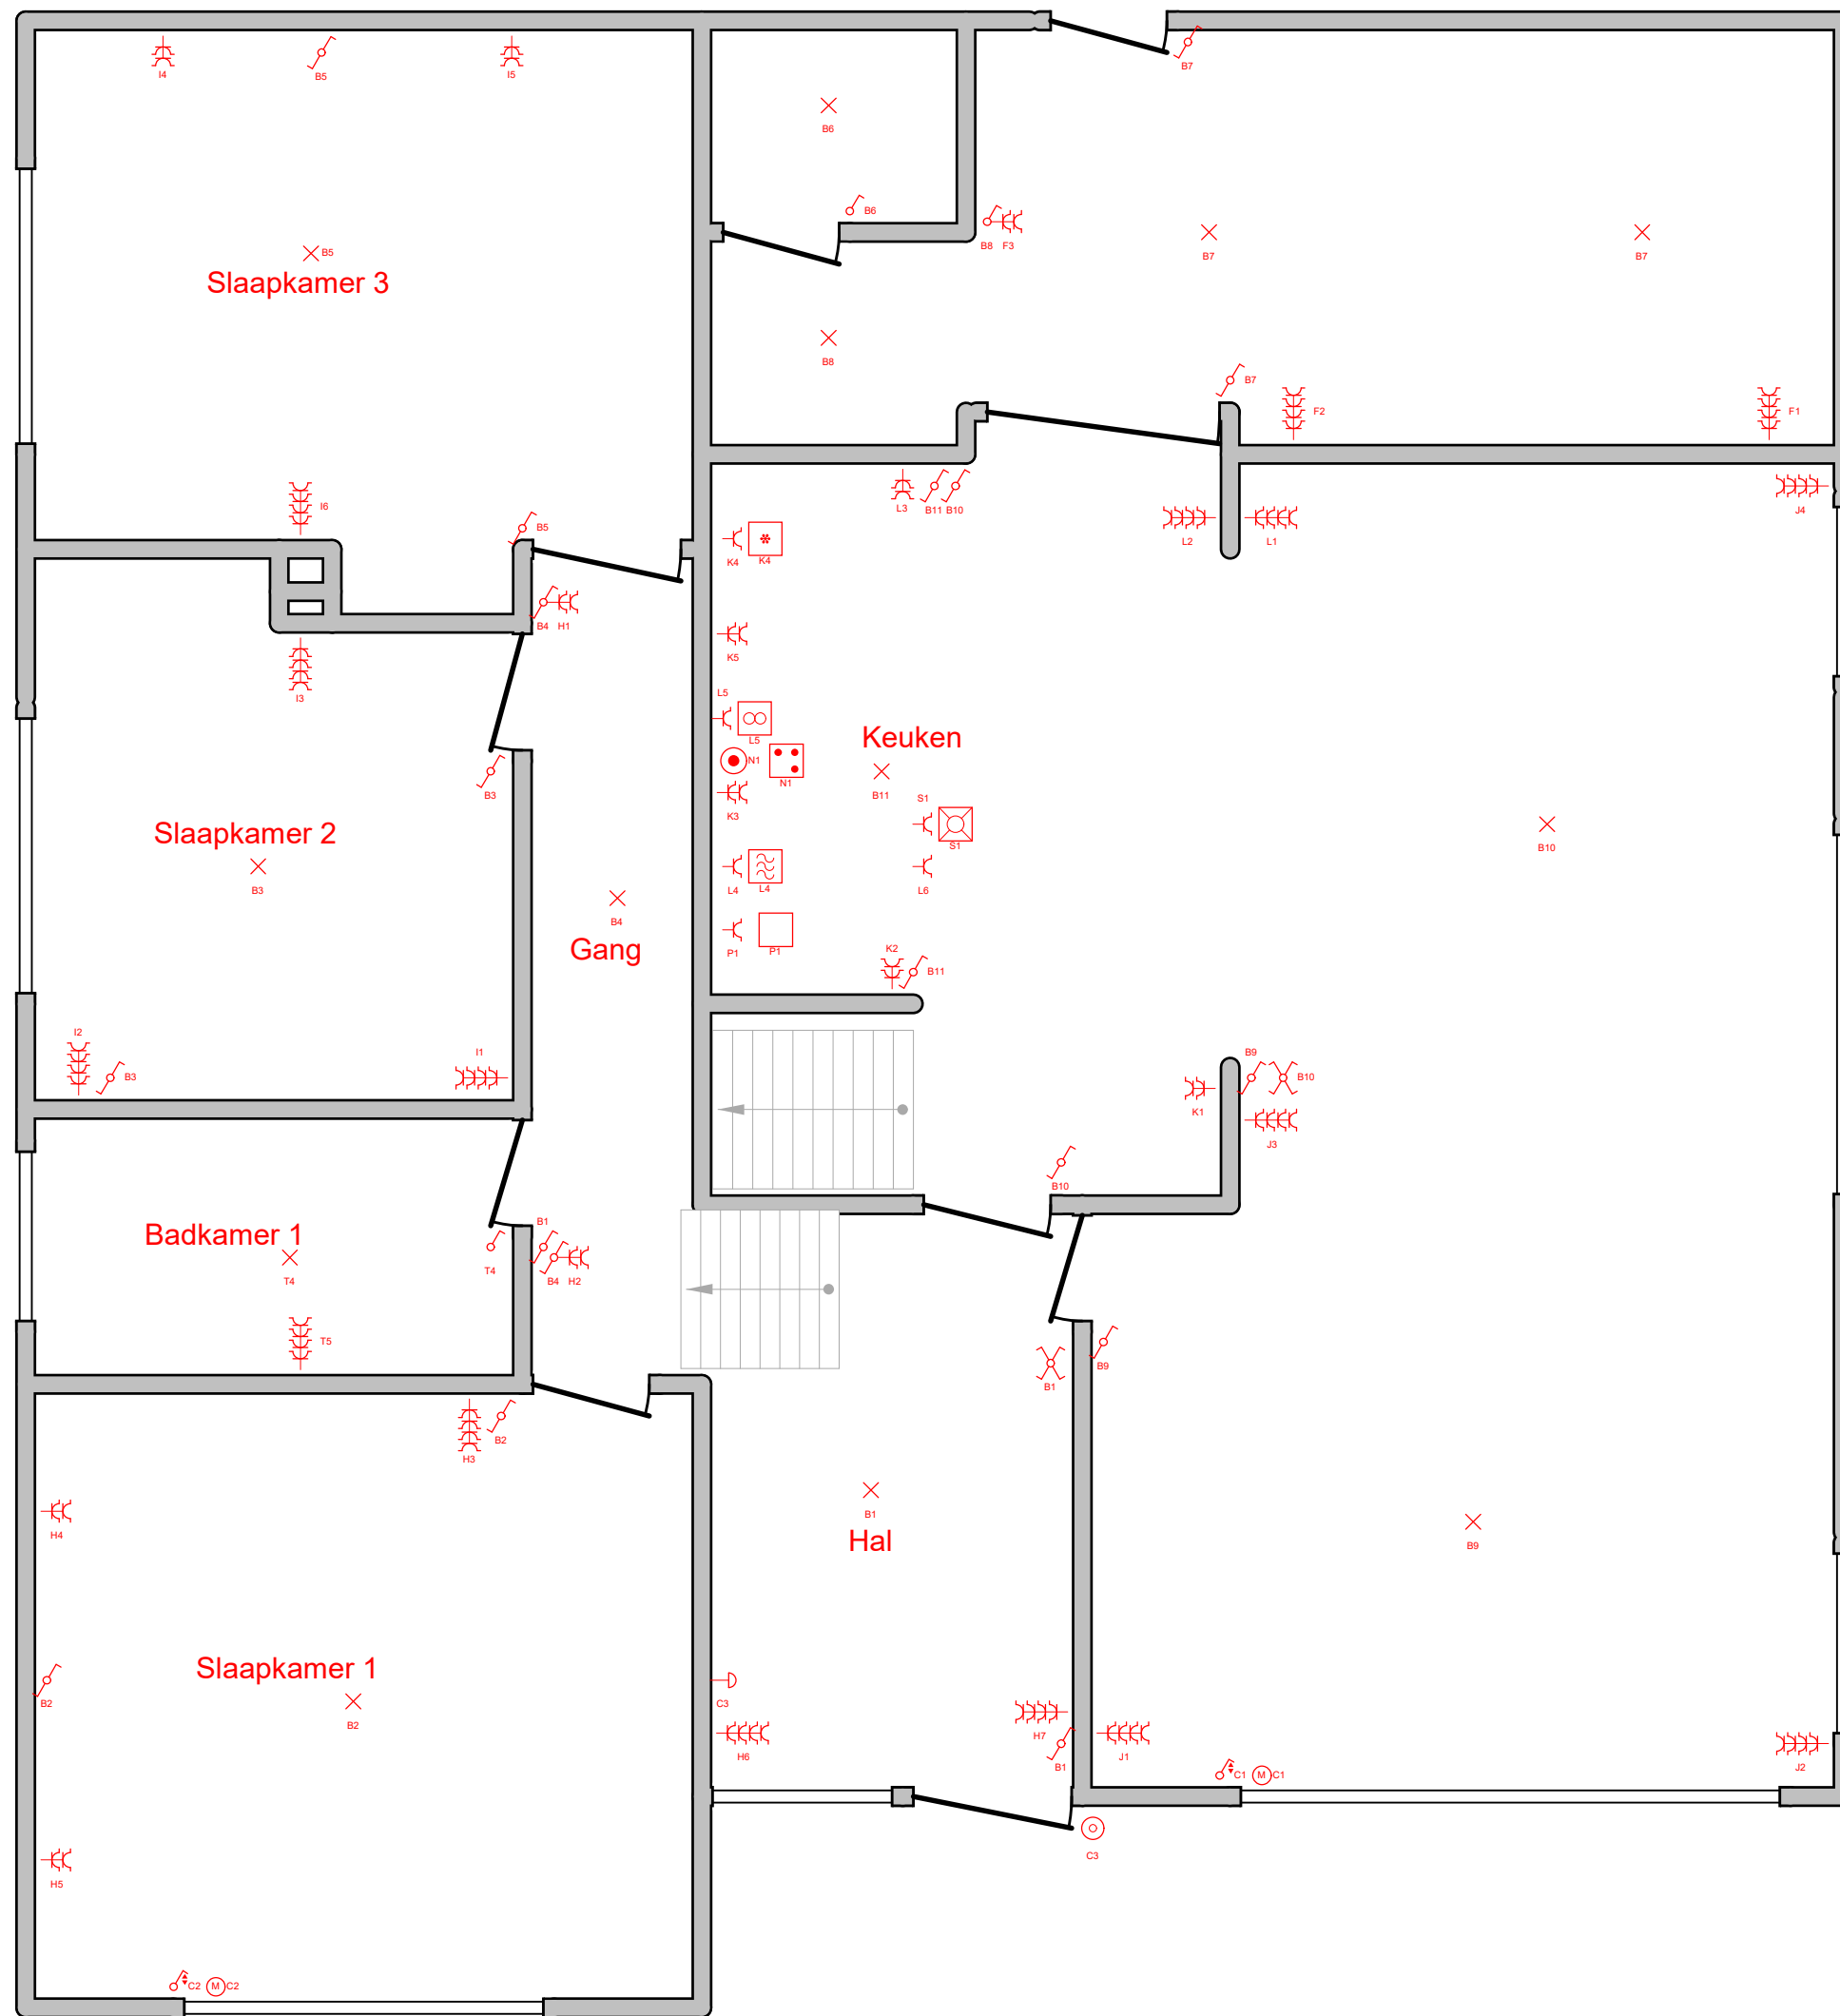 I4
B5
I5
B7
B6
B6
B8 F3
B5
B7
B7
Slaapkamer 3
B8
B7
F2
F1
I6
L3
B11 B10
L2
L1
J4
B5
K4
K4
B4 H1
K5
I3
L5
L5
Keuken
N1
N1
B3
B11
K3
S1
Slaapkamer 2
S1
B10
B3
L4
L4
L6
B4
Gang
P1
P1
K2
B11
I2
I1
B3
B9
B10
K1
J3
B10
B1
Badkamer 1
T4
T4
B4 H2
T5
B9
B1
B2
H3
B1
H4
Hal
B9
Slaapkamer 1
B2
B2
C3
H7
H6
B1
J1
J2
C1
M
C1
C3
H5
C2
M
C2